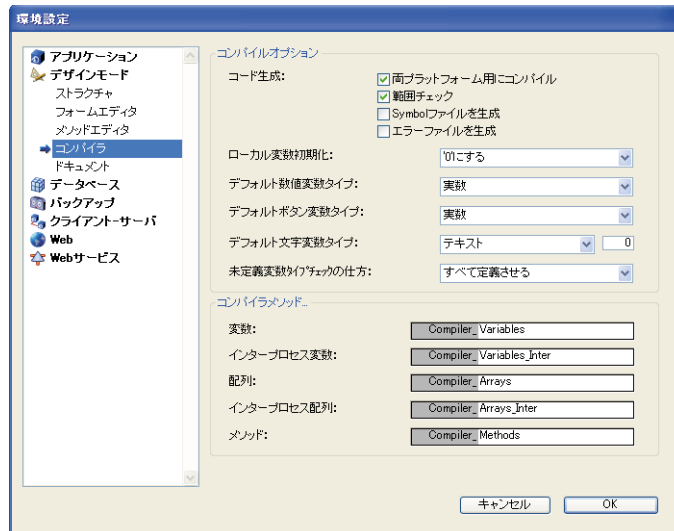 環境設定
アプリケーション
デザインモード
ストラクチャ
フォームエディタ
メソッドエディタ
コンパイラ
ドキュメント
データベース
バックアップ
クライアント-サーバ
Web
Webサービス
コンパイルオプション
コード生成:
両プラットフォーム用にコンパイル
範囲チェック
Symbolファイルを生成
エラーファイルを生成
ローカル変数初期化: '0'にする
デフォルト数値変数タイプ: 実数
デフォルトボタン変数タイプ: 実数
デフォルト文字変数タイプ: テキスト 0
未定義変数タイプチェックの仕方: すべて定義させる
コンパイラメソッド...
変数: Compiler_Variables
インタープロセス変数: Compiler_Variables_Inter
配列: Compiler_Arrays
インタープロセス配列: Compiler_Arrays_Inter
メソッド: Compiler_Methods
キャンセル OK